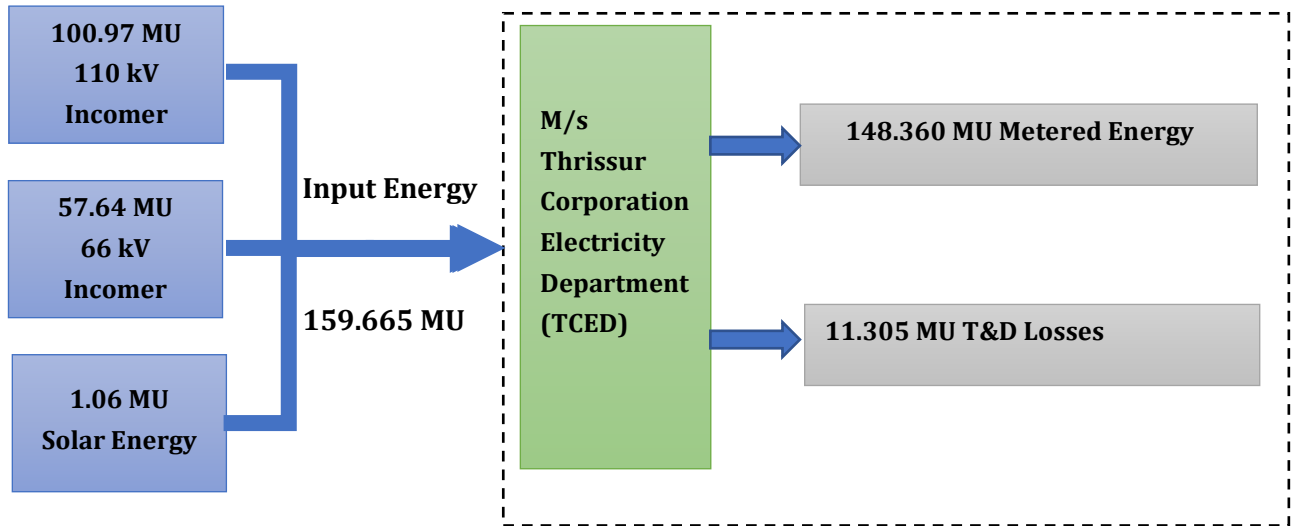 100.97 MU
110 kV
Incomer
57.64 MU
66 kV
Incomer
1.06 MU
Solar Energy
Input Energy
159.665 MU
M/s
Thrissur
Corporation
Electricity
Department
(TCED)
148.360 MU Metered Energy
11.305 MU T&D Losses